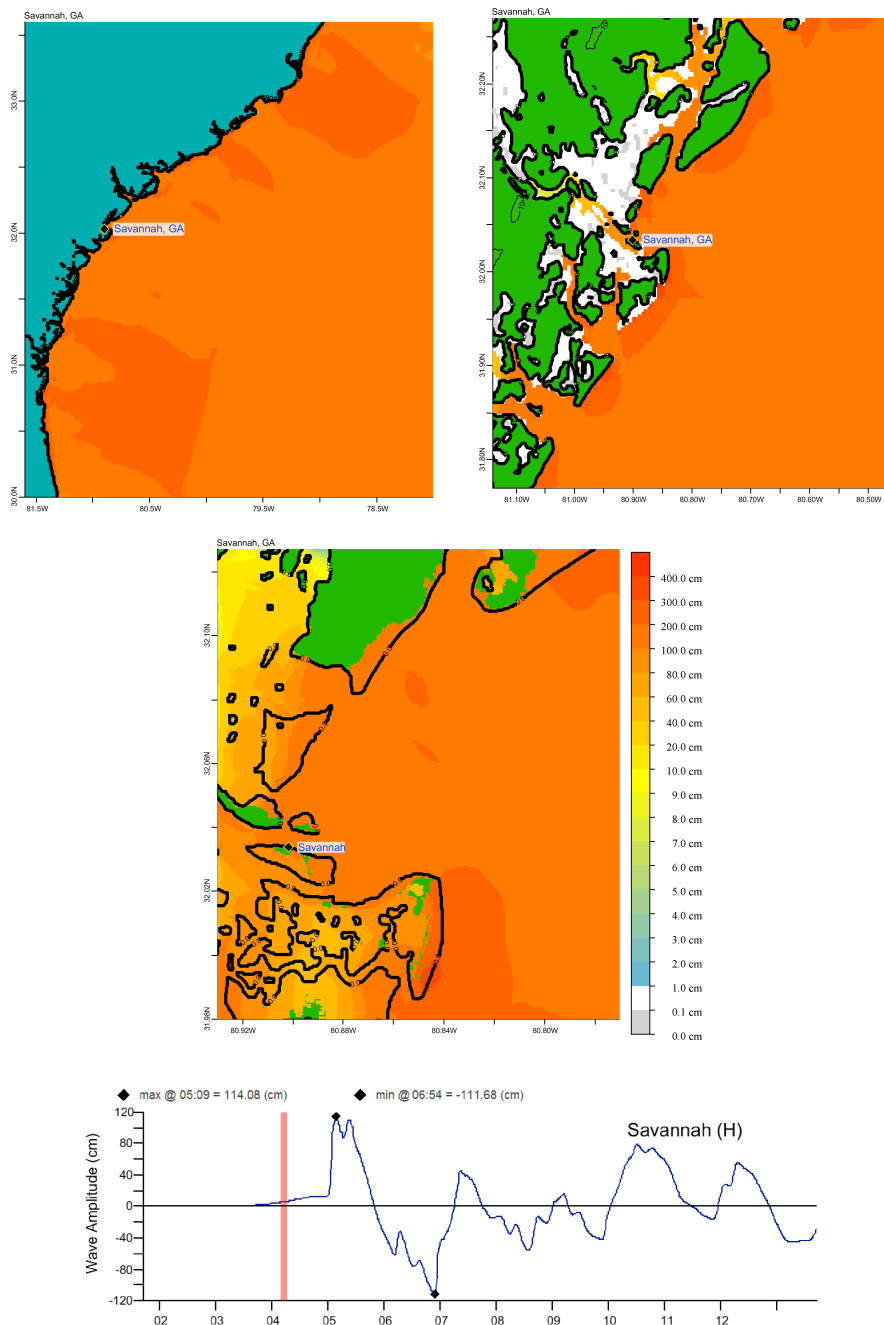 Savannah, GA
33.0N
32.0N
31.0N
30.0N
Savannah, GA
81.5W 80.5W 79.5W 78.5W
Savannah, GA
32.20N
32.10N
32.00N
31.90N
31.80N
Savannah, GA
81.10W 81.00W 80.90W 80.80W 80.70W 80.60W 80.50W
Savannah, GA
32.10N
32.06N
32.02N
31.98N
Savannah
80.92W 80.88W 80.84W 80.80W
400.0 cm
300.0 cm
200.0 cm
100.0 cm
80.0 cm
60.0 cm
40.0 cm
20.0 cm
10.0 cm
9.0 cm
8.0 cm
7.0 cm
6.0 cm
5.0 cm
4.0 cm
3.0 cm
2.0 cm
1.0 cm
0.1 cm
0.0 cm
max @ 05:09 = 114.08 (cm) min @ 06:54 = -111.68 (cm)
Savannah (H)
Wave Amplitude (cm)
120
80
40
0
-40
-80
-120
02 03 04 05 06 07 08 09 10 11 12